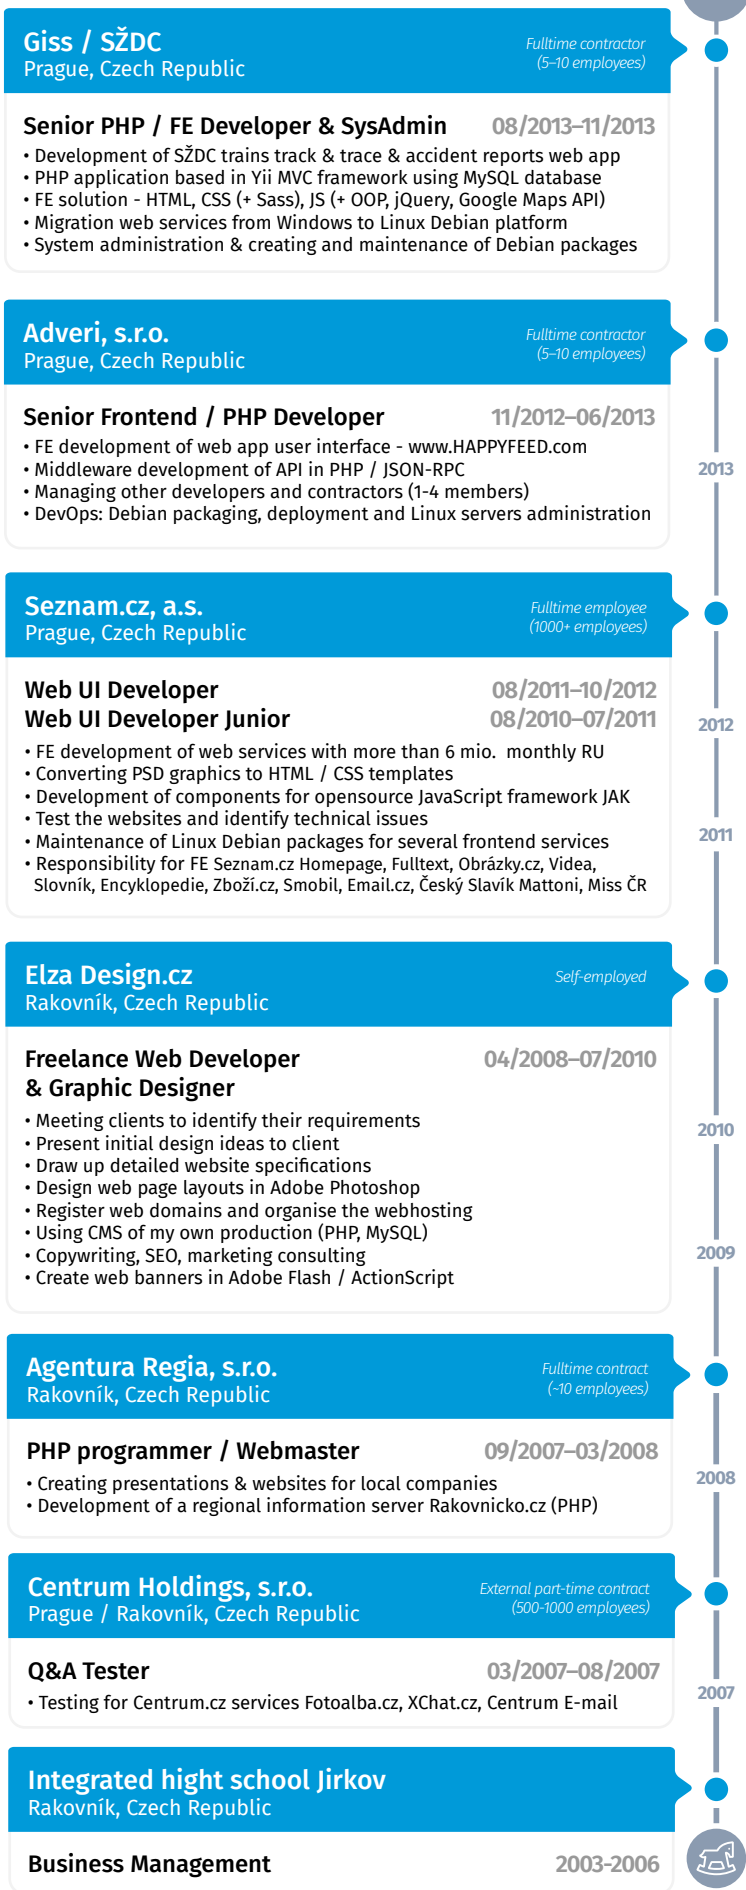 Giss / SŽDC
Prague, Czech Republic
Fulltime contractor
(5–10 employees)
Senior PHP / FE Developer & SysAdmin 08/2013–11/2013
• Development of SŽDC trains track & trace & accident reports web app
• PHP application based in Yii MVC framework using MySQL database
• FE solution - HTML, CSS (+ Sass), JS (+ OOP, jQuery, Google Maps API)
• Migration web services from Windows to Linux Debian platform
• System administration & creating and maintenance of Debian packages
Adveri, s.r.o.
Prague, Czech Republic
Fulltime contractor
(5–10 employees)
Senior Frontend / PHP Developer 11/2012–06/2013
• FE development of web app user interface - www.HAPPYFEED.com
• Middleware development of API in PHP / JSON-RPC
• Managing other developers and contractors (1-4 members)
• DevOps: Debian packaging, deployment and Linux servers administration
2013
Seznam.cz, a.s.
Prague, Czech Republic
Fulltime employee
(1000+ employees)
Web UI Developer 08/2011–10/2012
Web UI Developer Junior 08/2010–07/2011
2012
• FE development of web services with more than 6 mio. monthly RU
• Converting PSD graphics to HTML / CSS templates
• Development of components for opensource JavaScript framework JAK
• Test the websites and identify technical issues
• Maintenance of Linux Debian packages for several frontend services
• Responsibility for FE Seznam.cz Homepage, Fulltext, Obrázky.cz, Videa,
Slovník, Encyklopedie, Zboží.cz, Smobil, Email.cz, Český Slavík Mattoni, Miss ČR
2011
Elza Design.cz
Rakovník, Czech Republic
Self-employed
Freelance Web Developer 04/2008–07/2010
& Graphic Designer
• Meeting clients to identify their requirements
• Present initial design ideas to client
• Draw up detailed website specifications
• Design web page layouts in Adobe Photoshop
• Register web domains and organise the webhosting
• Using CMS of my own production (PHP, MySQL)
• Copywriting, SEO, marketing consulting
• Create web banners in Adobe Flash / ActionScript
2010
2009
Agentura Regia, s.r.o.
Rakovník, Czech Republic
Fulltime contract
(~10 employees)
PHP programmer / Webmaster 09/2007–03/2008
• Creating presentations & websites for local companies
• Development of a regional information server Rakovnicko.cz (PHP)
2008
Centrum Holdings, s.r.o.
Prague / Rakovník, Czech Republic
External part-time contract
(500-1000 employees)
Q&A Tester 03/2007–08/2007
• Testing for Centrum.cz services Fotoalba.cz, XChat.cz, Centrum E-mail
2007
Integrated hight school Jirkov
Rakovník, Czech Republic
Business Management 2003-2006